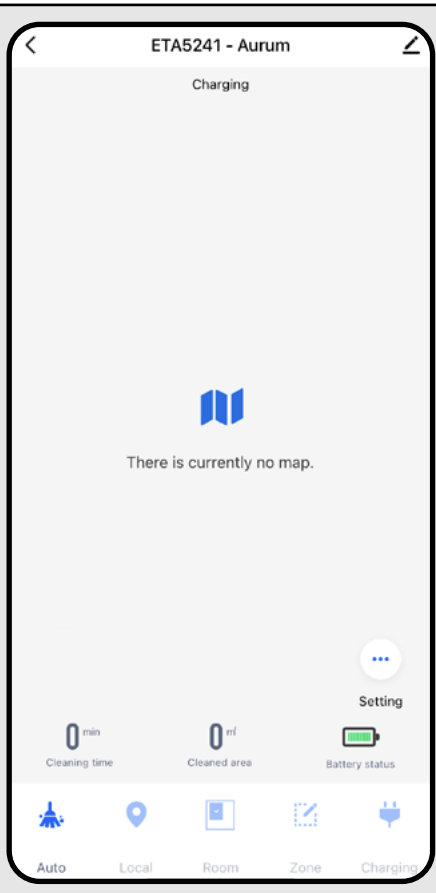 ETA5241 - Aurum
Charging
There is currently no map.
Setting
0 min 0 ㎡
Cleaning time Cleaned area Battery status
Auto Local Room Zone Charging